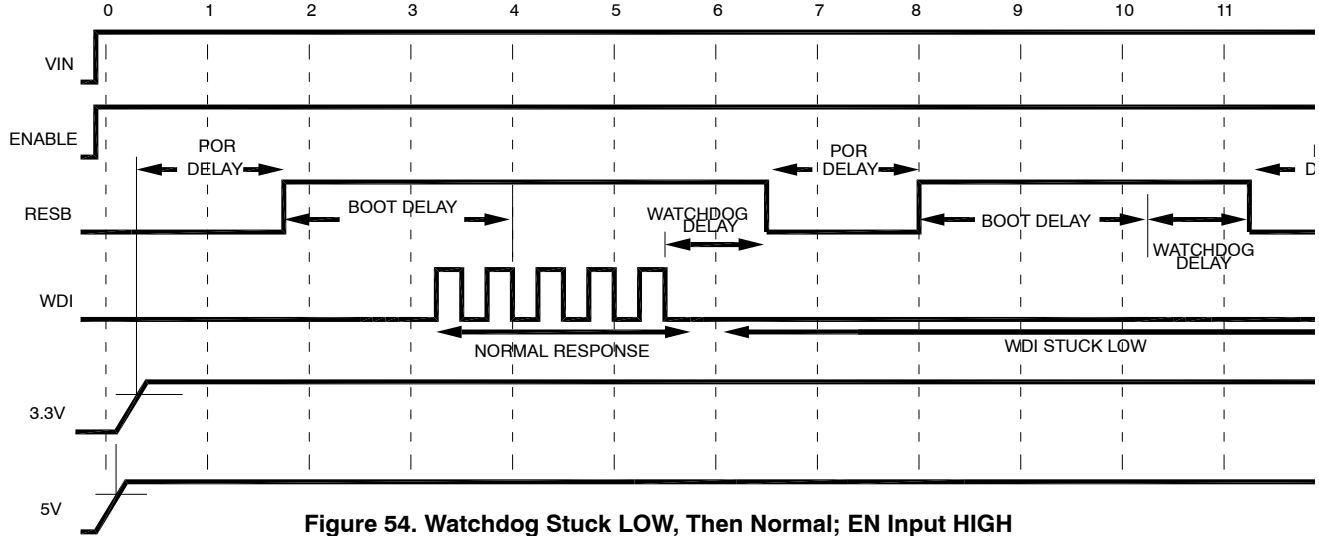 0 1 2 3 4 5 6 7 8 9 10 11
VIN
ENABLE
POR
DELAY
POR
DELAY
RESB
BOOT DELAY
WATCHDOG
DELAY
BOOT DELAY
WATCHDOG
DELAY
WDI
NORMAL RESPONSE
WDI STUCK LOW
3.3V
5V
Figure 54. Watchdog Stuck LOW, Then Normal; EN Input HIGH